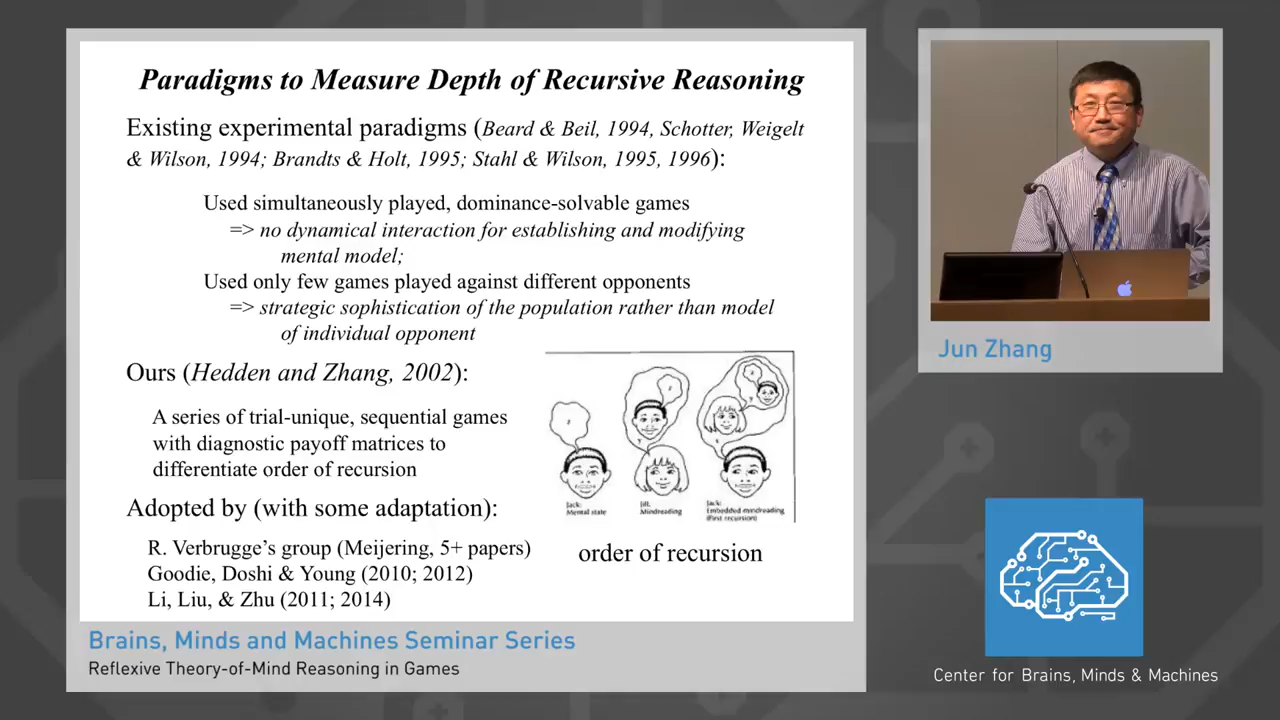 Paradigms to Measure Depth of Recursive Reasoning
Existing experimental paradigms (Beard & Beil, 1994, Schotter, Weigelt
& Wilson, 1994; Brandts & Holt, 1995; Stahl & Wilson, 1995, 1996):
Used simultaneously played, dominance-solvable games
=> no dynamical interaction for establishing and modifying
mental model;
Used only few games played against different opponents
=> strategic sophistication of the population rather than model
of individual opponent
Ours (Hedden and Zhang, 2002):
A series of trial-unique, sequential games
with diagnostic payoff matrices to
differentiate order of recursion
Jack:
Mental state
Jill:
Mindreading
Jack:
Embedded mindreading
(First recursion)
order of recursion
Adopted by (with some adaptation):
R. Verbrugge's group (Meijering, 5+ papers)
Goodie, Doshi & Young (2010; 2012)
Li, Liu, & Zhu (2011; 2014)
Jun Zhang
Brains, Minds and Machines Seminar Series
Reflexive Theory-of-Mind Reasoning in Games
Center for Brains, Minds & Machines